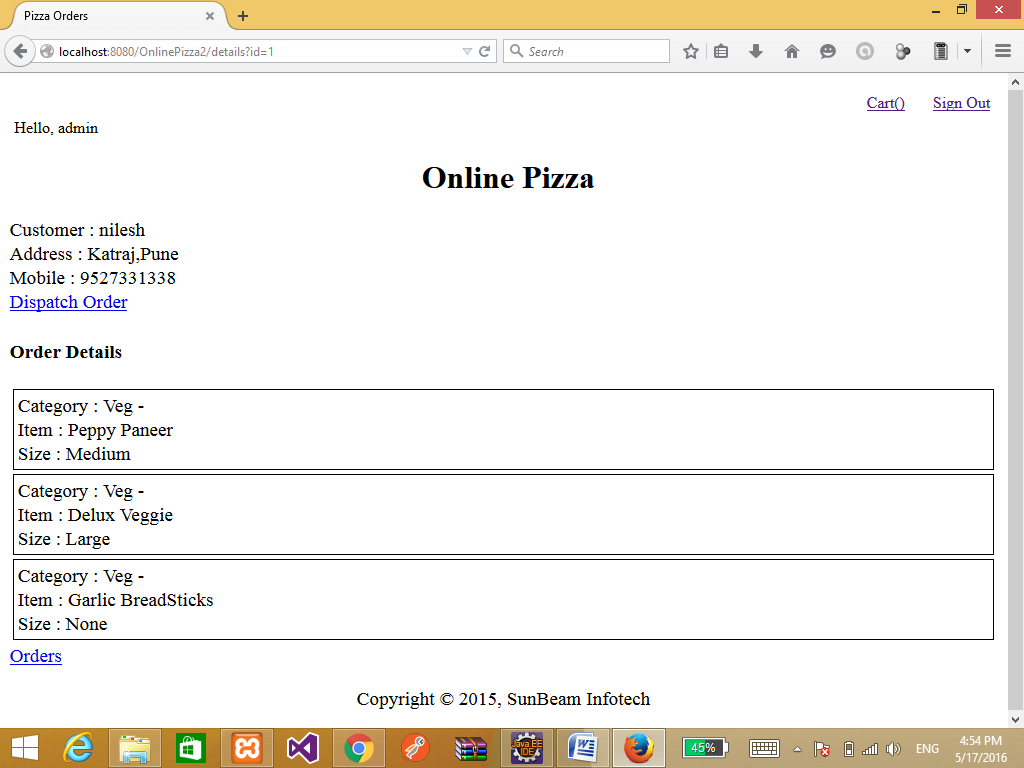 Pizza Orders
localhost:8080/OnlinePizza2/details?id=1
Search
Cart() Sign Out
Hello, admin
Online Pizza
Customer : nilesh
Address : Katraj,Pune
Mobile : 9527331338
Dispatch Order
Order Details
Category : Veg -
Item : Peppy Paneer
Size : Medium
Category : Veg -
Item : Delux Veggie
Size : Large
Category : Veg -
Item : Garlic BreadSticks
Size : None
Orders
Copyright © 2015, SunBeam Infotech
Java EE
IDE
45%
ENG
4:54 PM
5/17/2016